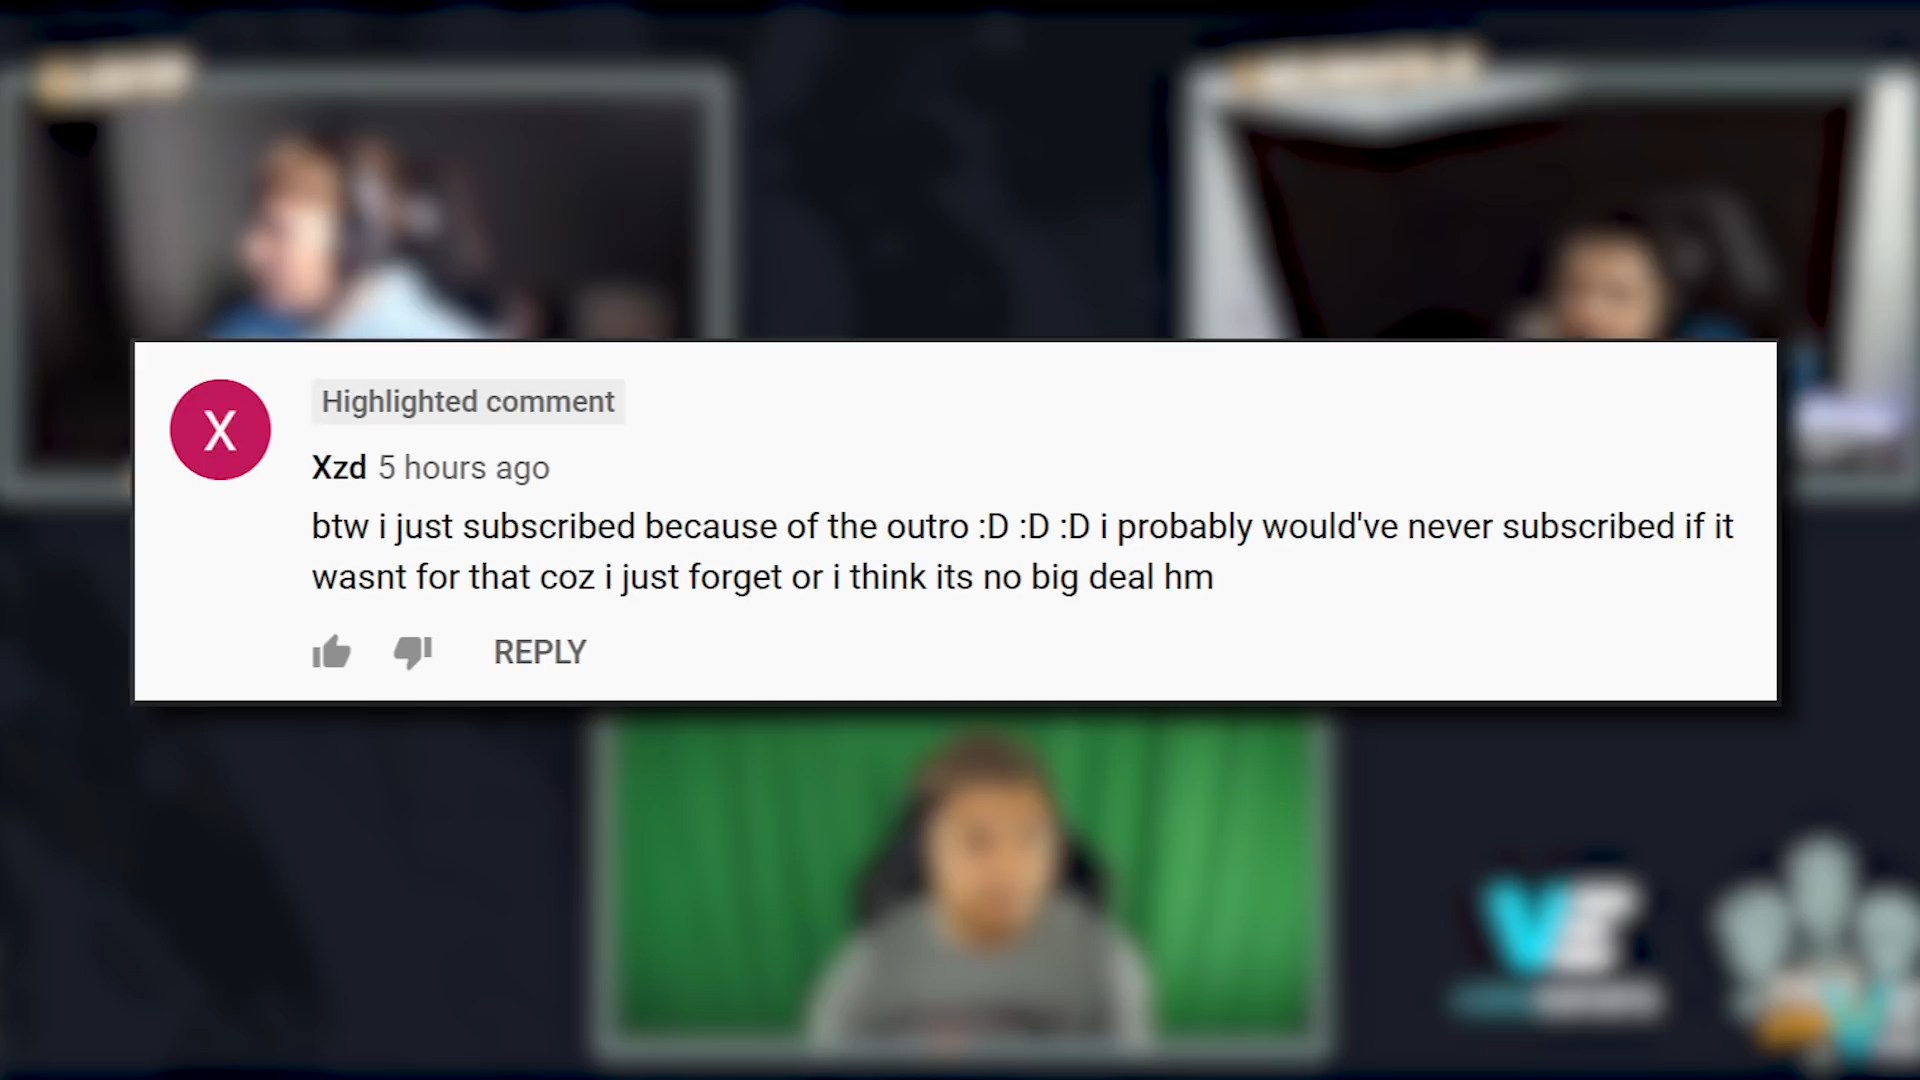 X
Highlighted comment
Xzd 5 hours ago
btw i just subscribed because of the outro :D :D :D i probably would've never subscribed if it
wasnt for that coz i just forget or i think its no big deal hm
REPLY